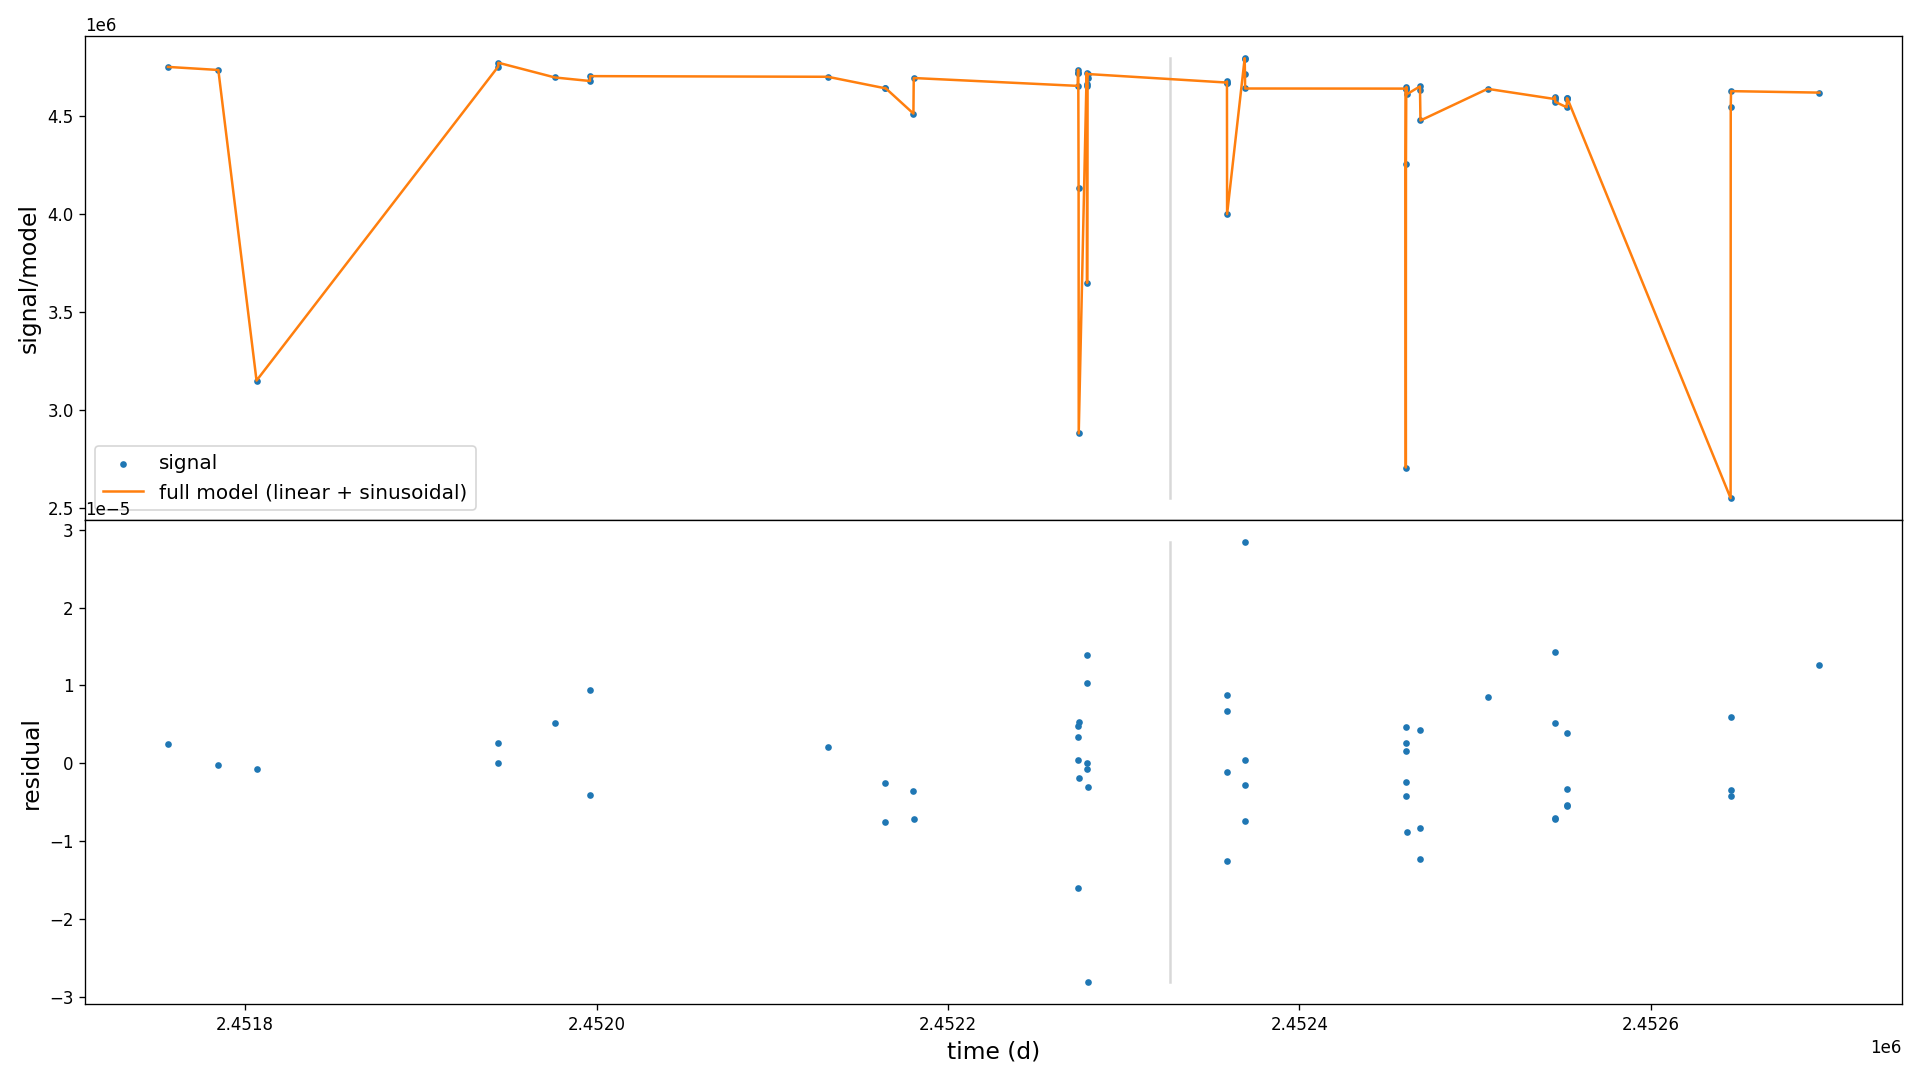 1e6
signal/model
4.5
4.0
3.5
3.0
2.5
signal
full model (linear + sinusoidal)
1e−5
residual
3
2
1
0
−1
−2
−3
2.4518
2.4520
2.4522
2.4524
2.4526
time (d)
1e6